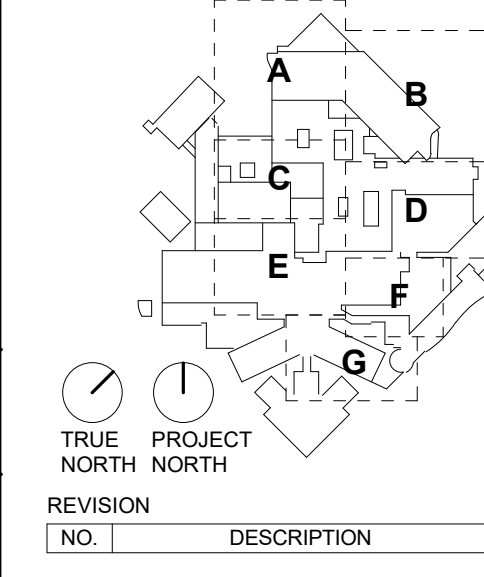 A
B
C
D
E
F
G
TRUE NORTH
PROJECT NORTH
REVISION
NO. DESCRIPTION